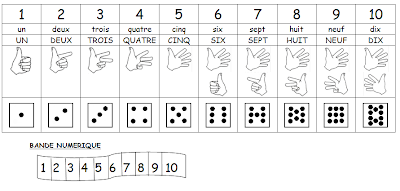 1 2 3 4 5 6 7 8 9 10
un deux trois quatre cinq six sept huit neuf dix
UN DEUX TROIS QUATRE CINQ SIX SEPT HUIT NEUF DIX
BANDE NUMERIQUE
1 2 3 4 5 6 7 8 9 10